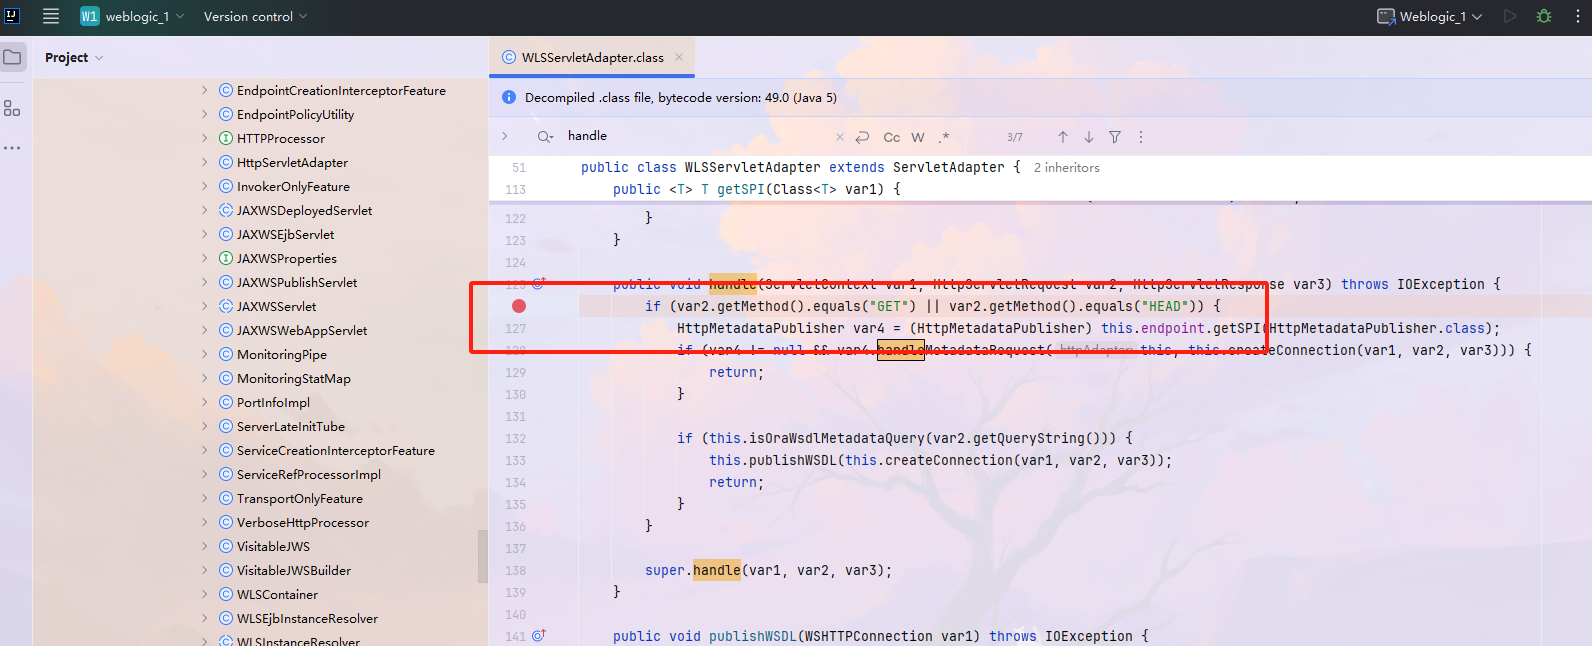 W1 weblogic_1 Version control Weblogic_1
Project
WLSServletAdapter.class
EndpointCreationInterceptorFeature
EndpointPolicyUtility
HTTPProcessor
HttpServletAdapter
InvokerOnlyFeature
JAXWSDeployedServlet
JAXWSEjbServlet
JAXWSProperties
JAXWSPublishServlet
JAXWSServlet
JAXWSWebAppServlet
MonitoringPipe
MonitoringStatMap
PortInfoImpl
ServerLateInitTube
ServiceCreationInterceptorFeature
ServiceRefProcessorImpl
TransportOnlyFeature
VerboseHttpProcessor
VisitableJWS
VisitableJWSBuilder
WLSContainer
WLSEjbInstanceResolver
WLSInstanceResolver
Decompiled .class file, bytecode version: 49.0 (Java 5)
handle Cc W .* 3/7
51 public class WLSServletAdapter extends ServletAdapter { 2 inheritors
113 public <T> T getSPI(Class<T> var1) {
122 }
123 }
124
public void handle(ServletContext var1, HttpServletRequest var2, HttpServletResponse var3) throws IOException {
if (var2.getMethod().equals("GET") || var2.getMethod().equals("HEAD")) {
127 HttpMetadataPublisher var4 = (HttpMetadataPublisher) this.endpoint.getSPI(HttpMetadataPublisher.class);
if (var4 != null && var4.handleMetadataRequest( httpAdapter: this, this.createConnection(var1, var2, var3))) {
129 return;
130 }
131
132 if (this.isOraWsdlMetadataQuery(var2.getQueryString())) {
133 this.publishWSDL(this.createConnection(var1, var2, var3));
134 return;
135 }
136 }
137
138 super.handle(var1, var2, var3);
139 }
140
141 public void publishWSDL(WSHTTPConnection var1) throws IOException {